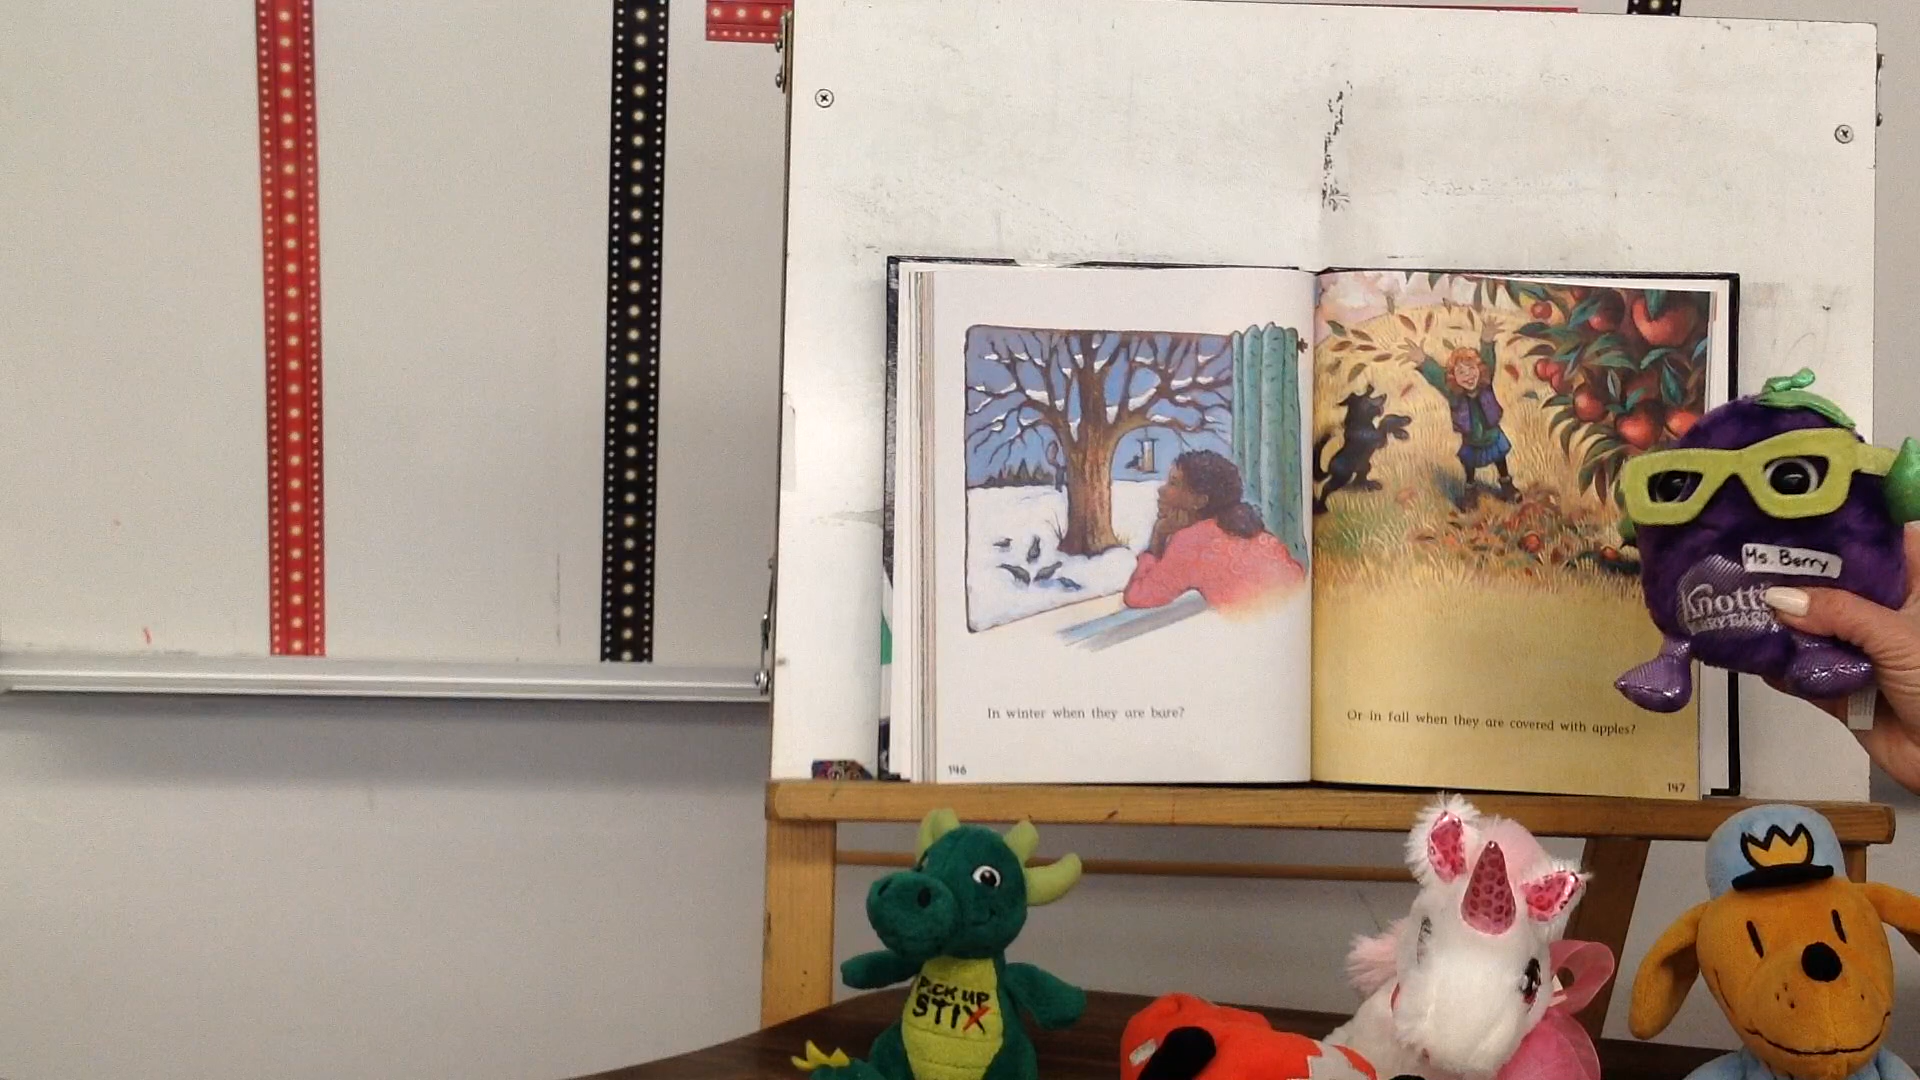 In winter when they are bare?
146
Or in fall when they are covered with apples?
147
Ms. Berry
Knott's
PICK UP
STIX